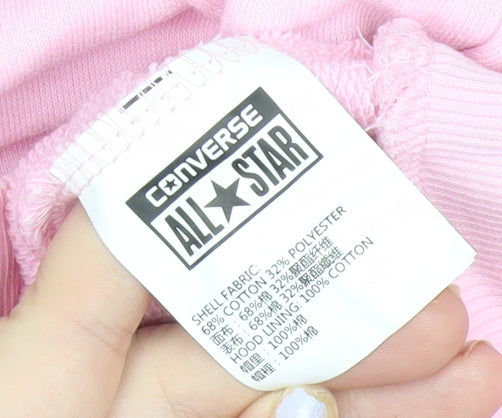 CONVERSE
ALL★STAR
SHELL FABRIC:
68% COTTON 32% POLYESTER
面布：68%棉 32%聚酯纤维
表布：68%棉 32%聚酯纖維
HOOD LINING: 100% COTTON
帽里：100%棉
帽裡：100%棉